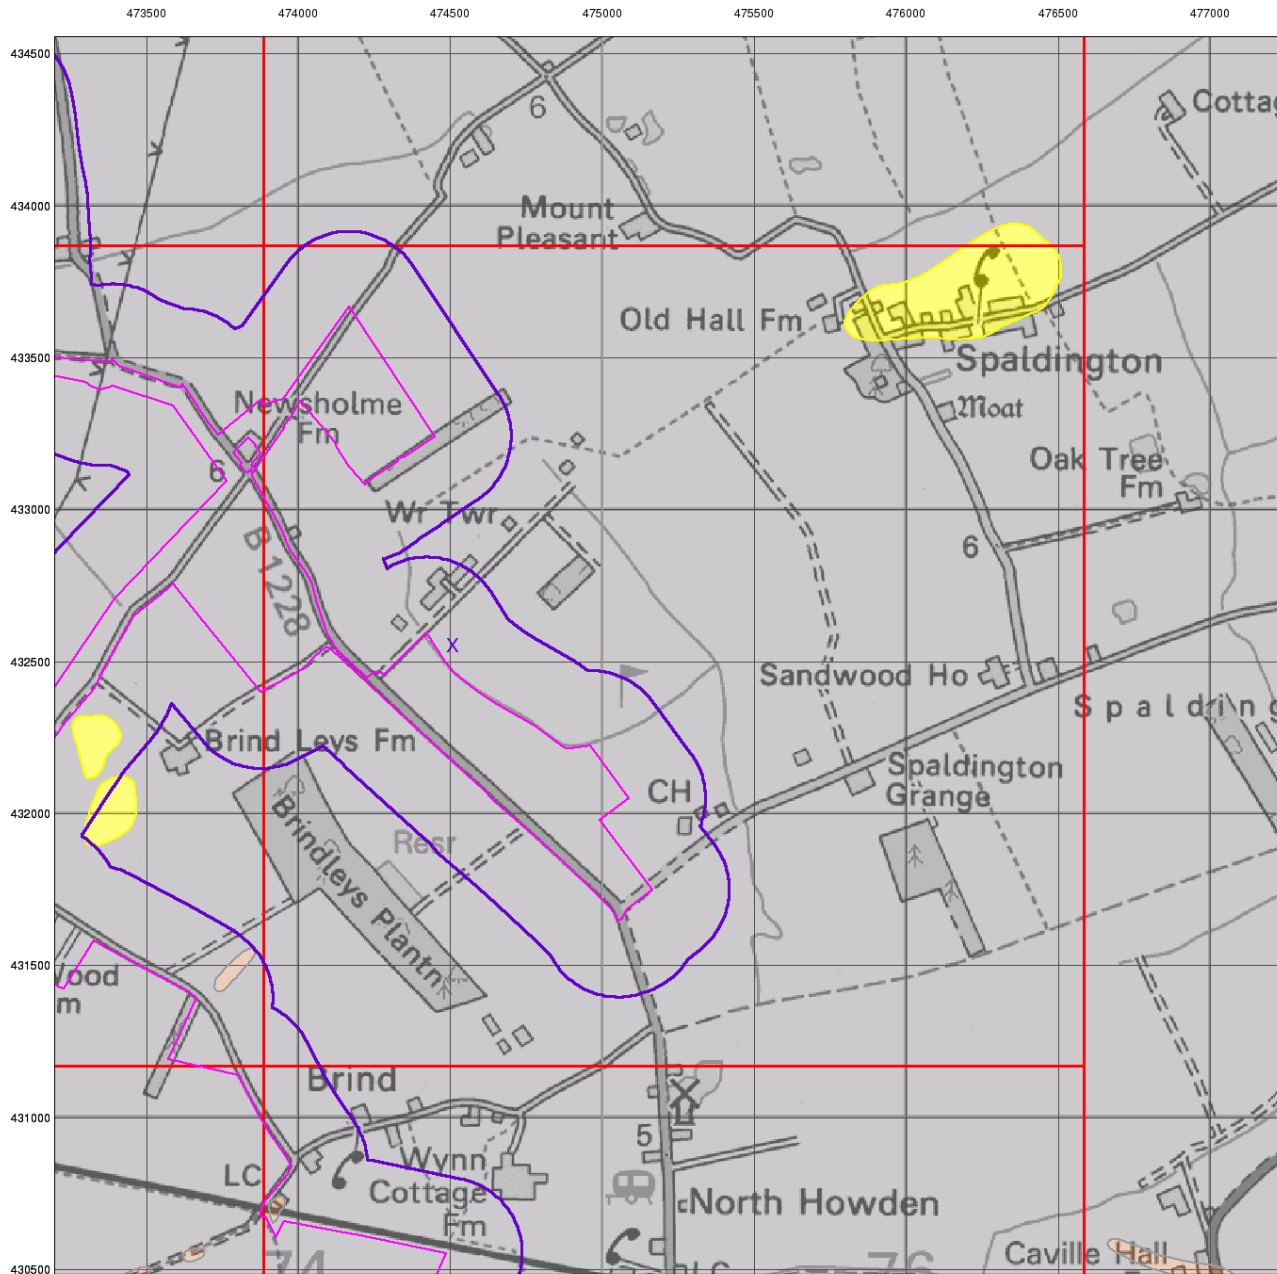 473500 474000 474500 475000 475500 476000 476500 477000
434500
6
Cotta
434000
Mount
Pleasant
Old Hall Fm
433500
Spaldington
Newsholme
Fm
Moat
6
Oak Tree
Fm
433000
Wr Twr
B 1228
6
432500
X
Sandwood Ho
Spalding
Brind Leys Fm
CH
Spaldington
Grange
432000
Resr
Brindleys Plantn
431500
Wood
m
Brind
431000
5
LC
Wynn
Cottage
Fm
North Howden
74
76
Caville Hall
LC
430500